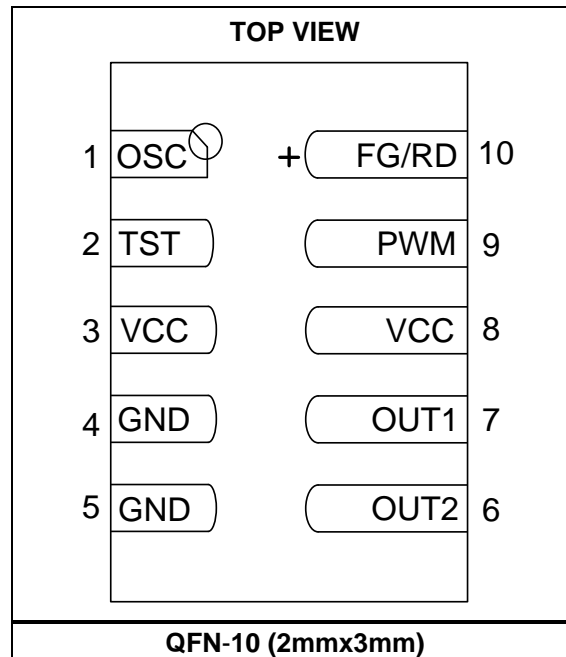 TOP VIEW
1 OSC + FG/RD 10
2 TST PWM 9
3 VCC VCC 8
4 GND OUT1 7
5 GND OUT2 6
QFN-10 (2mmx3mm)